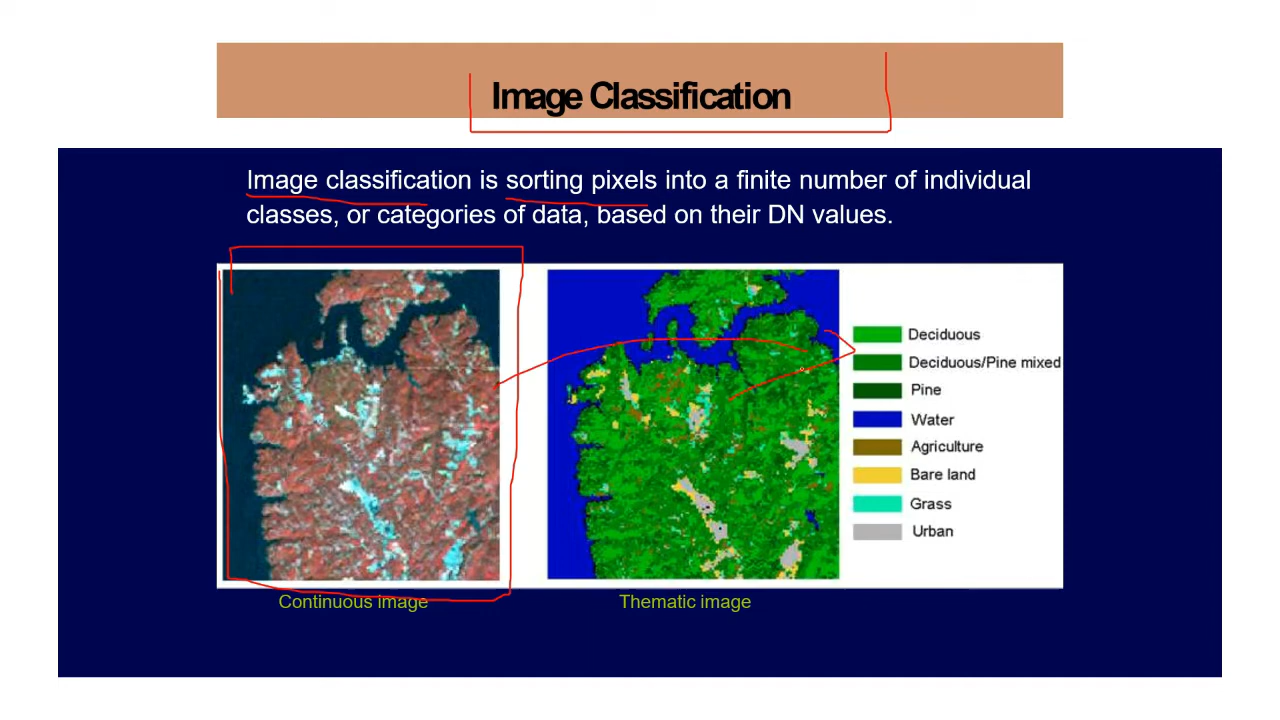 Image Classification
Image classification is sorting pixels into a finite number of individual
classes, or categories of data, based on their DN values.
Deciduous
Deciduous/Pine mixed
Pine
Water
Agriculture
Bare land
Grass
Urban
Continuous image
Thematic image